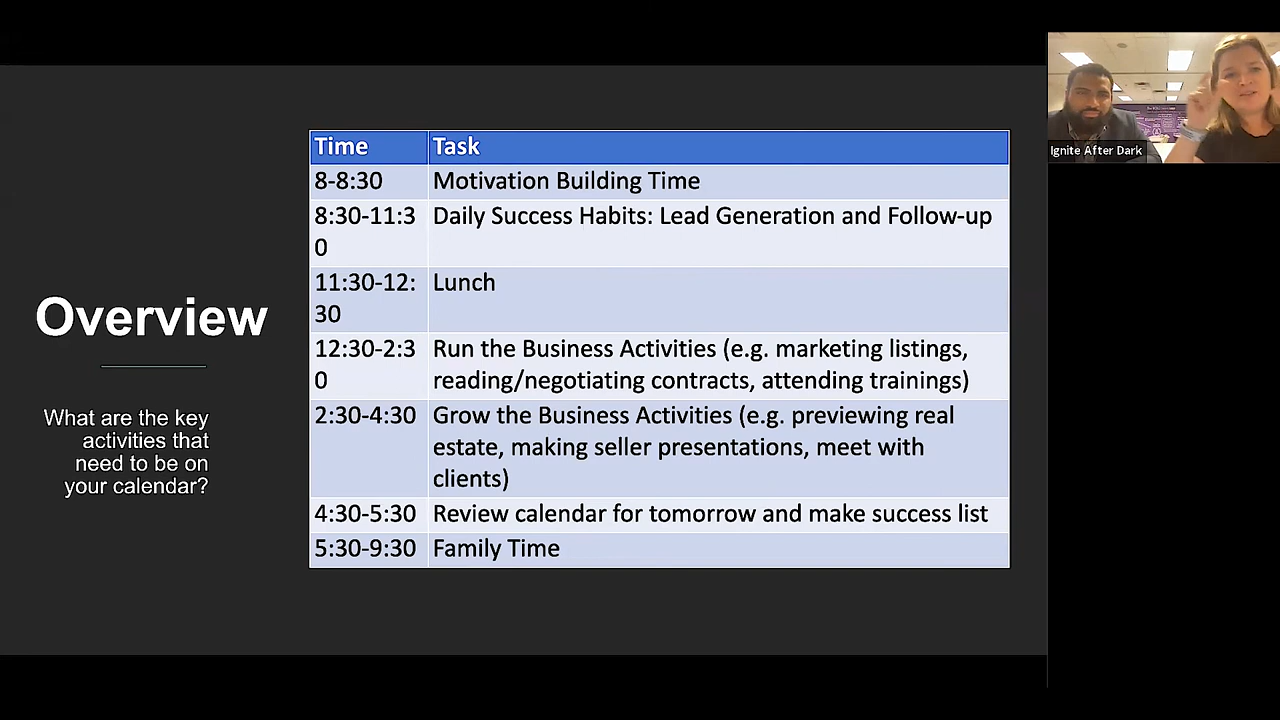 Overview
What are the key
activities that
need to be on
your calendar?
Time Task
8-8:30 Motivation Building Time
8:30-11:3 Daily Success Habits: Lead Generation and Follow-up
0
11:30-12: Lunch
30
12:30-2:3 Run the Business Activities (e.g. marketing listings,
0 reading/negotiating contracts, attending trainings)
2:30-4:30 Grow the Business Activities (e.g. previewing real
estate, making seller presentations, meet with
clients)
4:30-5:30 Review calendar for tomorrow and make success list
5:30-9:30 Family Time
Ignite After Dark